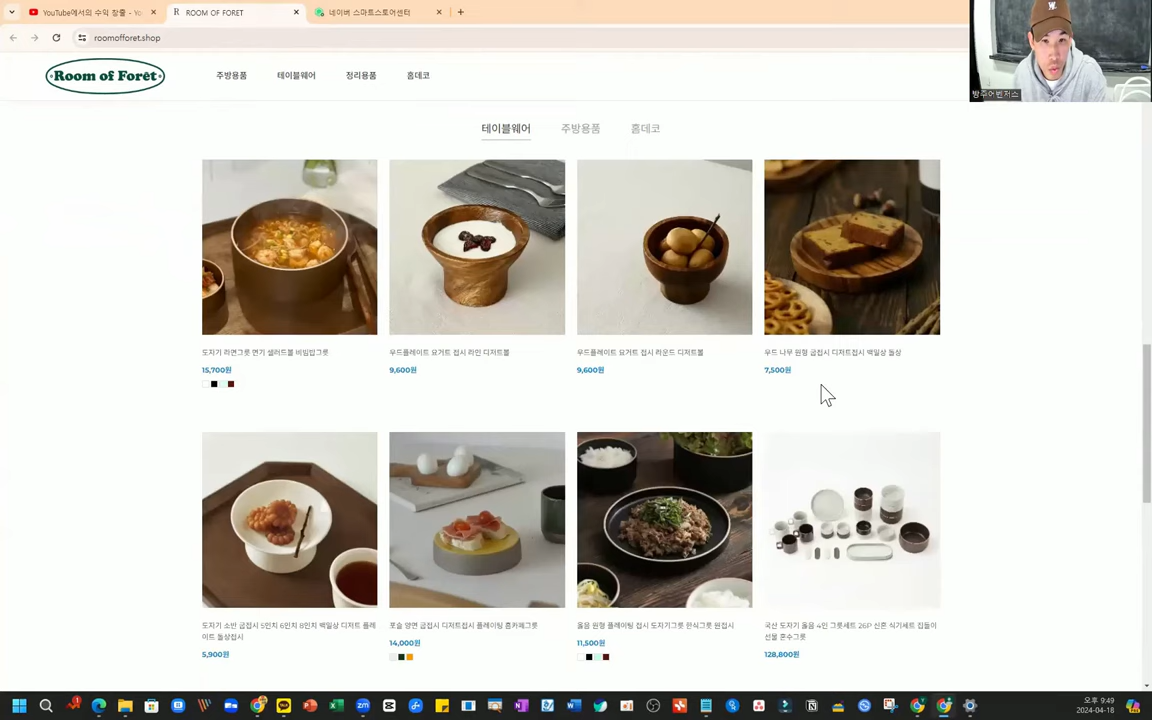 YouTube에서의 수익 창출 - Yo
ROOM OF FORET
네이버 스마트스토어센터
roomofforet.shop
방주어벤저스
Room of Forêt
주방용품
테이블웨어
정리용품
홈데코
테이블웨어
주방용품
홈데코
도자기 라면그릇 면기 샐러드볼 비빔밥그릇
15,700원
우드플레이트 요거트 접시 라인 디저트볼
9,600원
우드플레이트 요거트 접시 라운드 디저트볼
9,600원
우드 나무 원형 굽접시 디저트접시 백일상 돌상
7,500원
도자기 소반 굽접시 5인치 6인치 8인치 백일상 디저트 플레
이트 돌상접시
5,900원
포슬 양면 굽접시 디저트접시 플레이팅 홈카페그릇
14,000원
옳음 원형 플레이팅 접시 도자기그릇 한식그릇 원접시
11,500원
국산 도자기 옳음 4인 그릇세트 26P 신혼 식기세트 집들이
선물 혼수그릇
128,800원
오후 9:49
2024-04-18